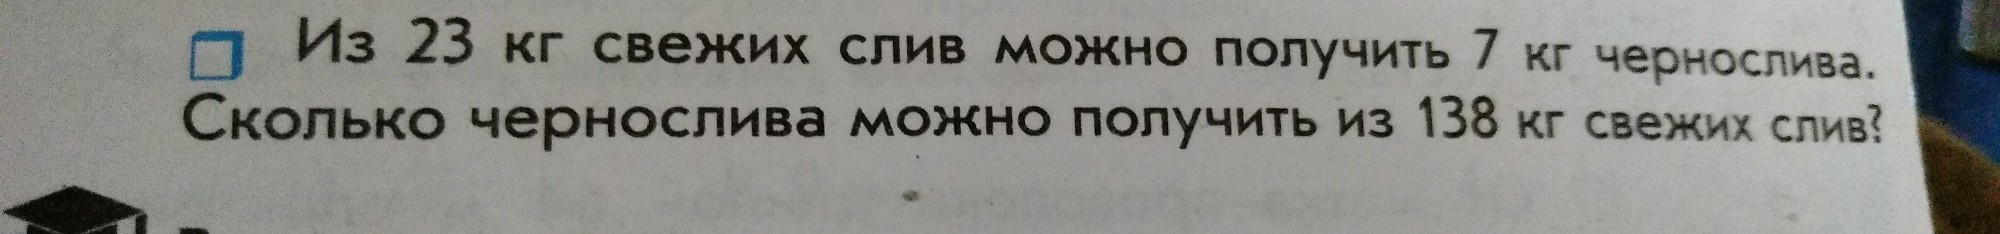 Из 23 кг свежих слив можно получить 7 кг чернослива.
Сколько чернослива можно получить из 138 кг свежих слив?